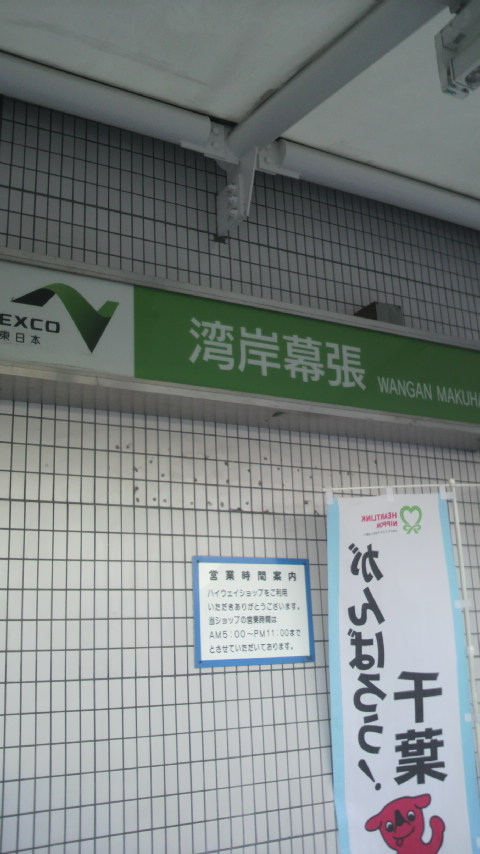 EXCO
東日本
湾岸幕張
WANGAN MAKUHA
営業時間案内
ハイウェイショップをご利用
いただきありがとうございます。
当ショップの営業時間は
AM5:00～PM11:00まで
とさせていただいております。
HEARTLINK
NIPPN
がんばろう!
千葉